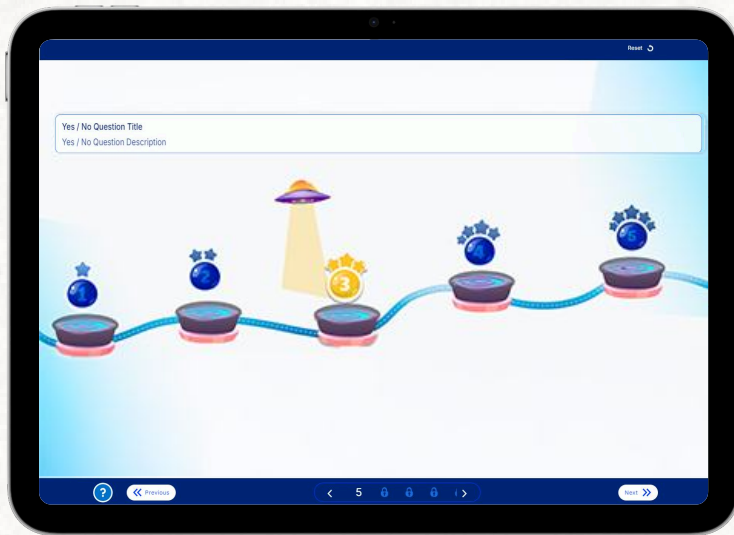 Reset
Yes / No Question Title
Yes / No Question Description
1
2
3
4
5
?
Previous
5
Next